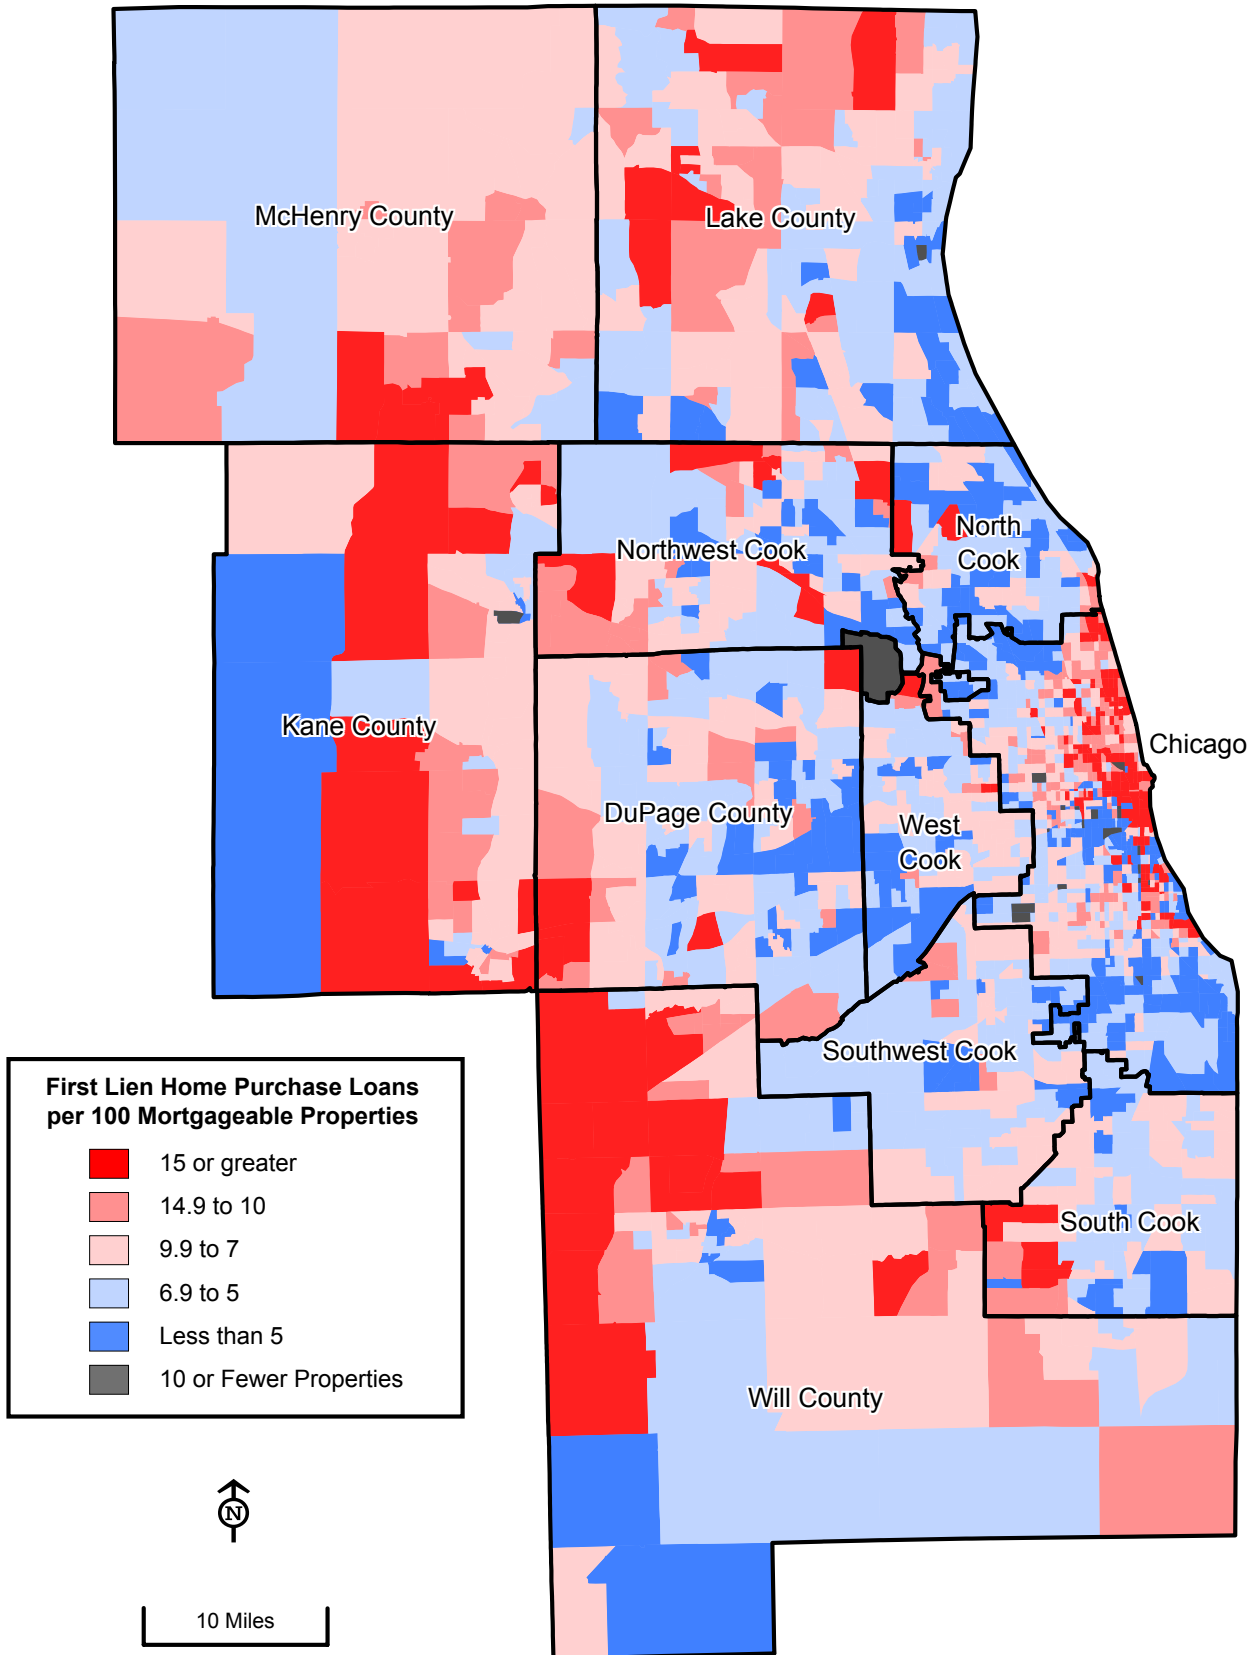 McHenry County
Lake County
North
Cook
Northwest Cook
Kane County
Chicago
DuPage County
West
Cook
Southwest Cook
First Lien Home Purchase Loans
per 100 Mortgageable Properties
15 or greater
14.9 to 10
9.9 to 7
6.9 to 5
Less than 5
10 or Fewer Properties
South Cook
Will County
N
10 Miles